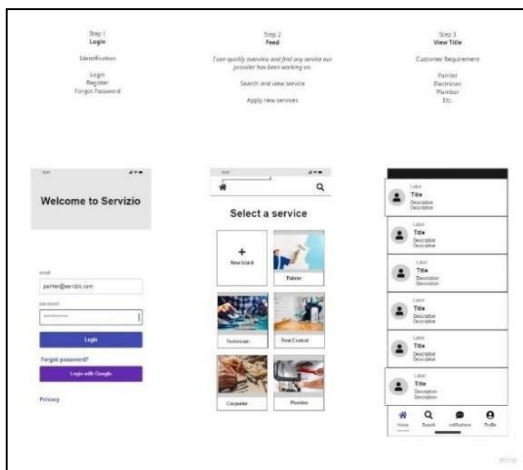 Step 1
Login
Identification
Login
Register
Forgot Password
Step 2
Feed
I can quickly overview and find any service our
provider has been working on.
Search and view service
Apply new services
Step 3
View Title
Customer Requirement
Painter
Electrician
Plumber
Etc.
Welcome to Servizio
email
painter@servizio.com
password
Login
Forgot password?
Login with Google
Privacy
Select a service
+
New board
Painter
Technician
Pest Control
Carpenter
Plumber
Label
Title
Description
Description
Label
Title
Description
Description
Label
Title
Description
Description
Label
Title
Description
Description
Label
Title
Description
Description
Label
Title
Description
Description
Home
Search
notifications
Profile
miro